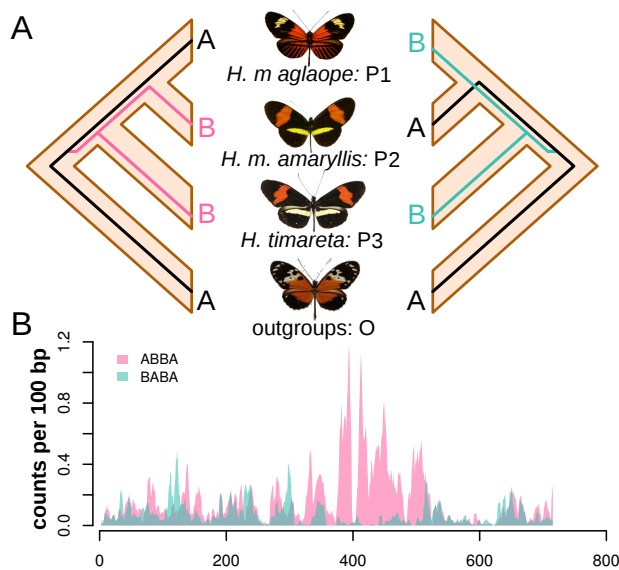 A
A
B
H. m aglaope: P1
B
B
H. m. amaryllis: P2
A
B
H. timareta: P3
B
A
A
outgroups: O
B
counts per 100 bp
1.2
0.8
0.4
0.0
ABBA
BABA
0 200 400 600 800